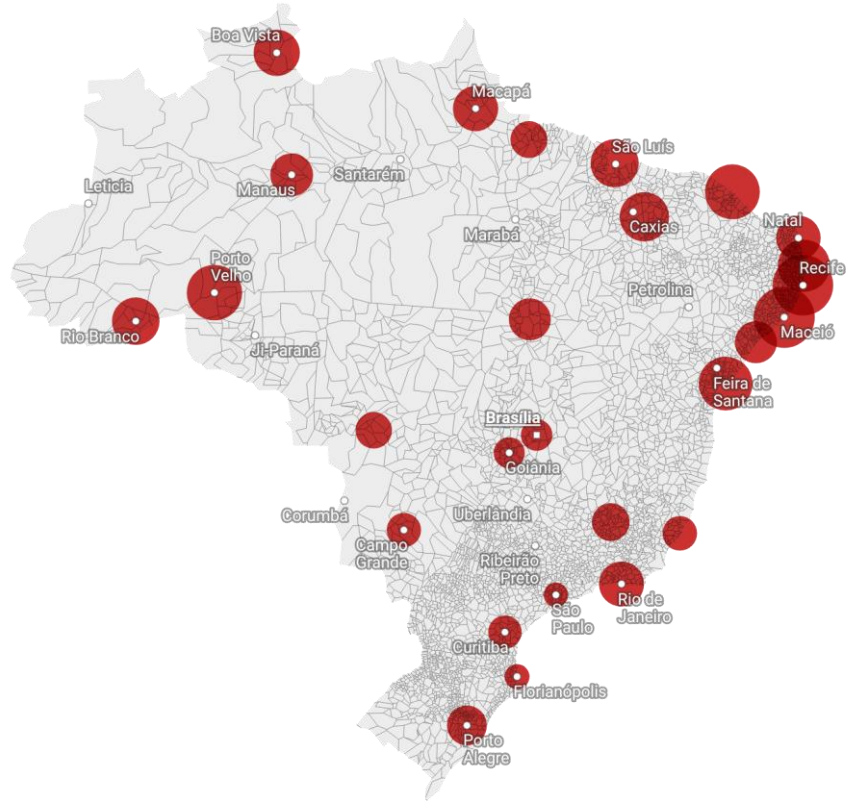 Boa Vista
Macapá
São Luís
Santarém
Manaus
Leticia
Caxias
Natal
Marabá
Porto
Velho
Recife
Petrolina
Maceió
Rio Branco
Ji-Paraná
Feira de
Santana
Brasília
Goiânia
Corumbá
Uberlândia
Campo
Grande
Ribeirão
Preto
São
Paulo
Rio de
Janeiro
Curitiba
Florianópolis
Porto
Alegre